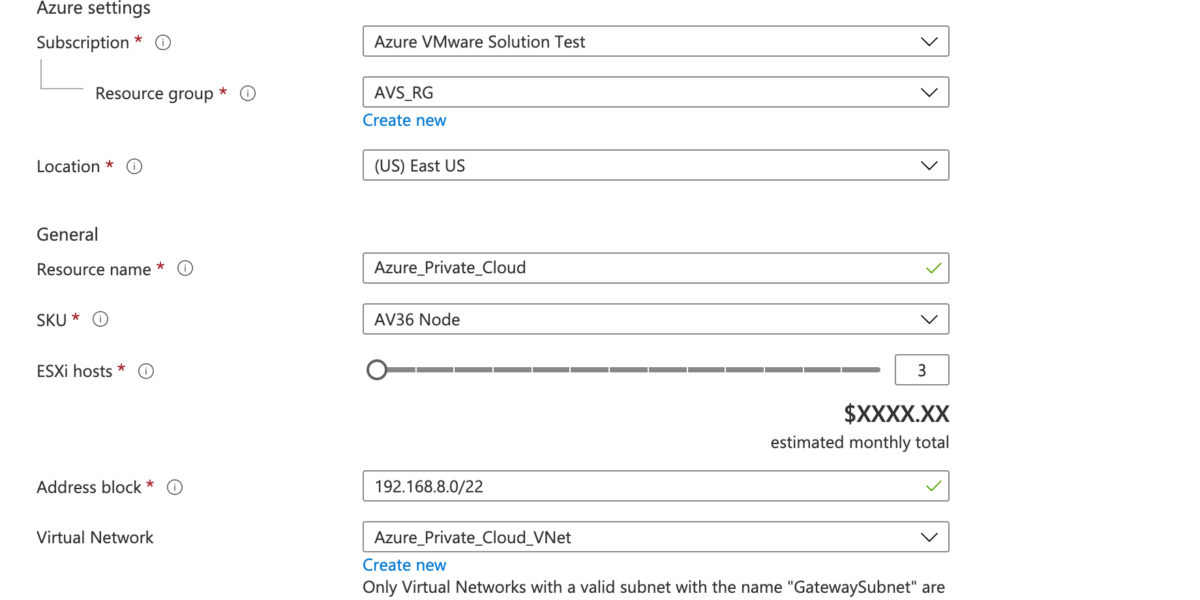 Azure settings
Subscription *
Azure VMware Solution Test
Resource group *
AVS_RG
Create new
Location *
(US) East US
General
Resource name *
Azure_Private_Cloud
SKU *
AV36 Node
ESXi hosts *
3
$XXXX.XX
estimated monthly total
Address block *
192.168.8.0/22
Virtual Network
Azure_Private_Cloud_VNet
Create new
Only Virtual Networks with a valid subnet with the name "GatewaySubnet" are